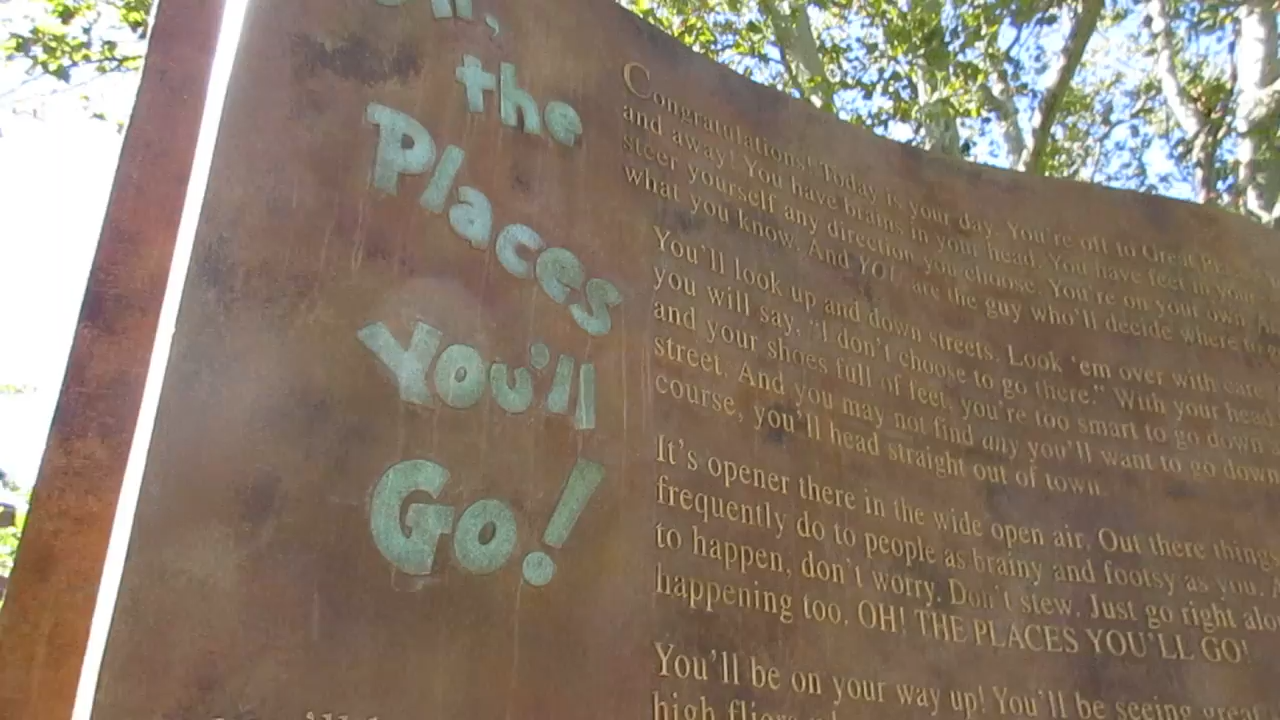 Oh,
the
Places
You'll
Go!
Congratulations! Today is your day. You're off to Great
and away! You have brains in your head. You have feet in your
steer yourself any direction you choose. You're on your own. And
what you know. And YOU are the guy who'll decide where to go
You'll look up and down streets. Look 'em over with care.
you will say, "I don't choose to go there." With your head
and your shoes full of feet, you're too smart to go down
street. And you may not find any you'll want to go down.
course, you'll head straight out of town.
It's opener there in the wide open air. Out there things
frequently do to people as brainy and footsy as you.
to happen, don't worry. Don't stew. Just go right
happening too. OH! THE PLACES YOU'LL GO!
You'll be on your way up! You'll be seeing great
high fliers